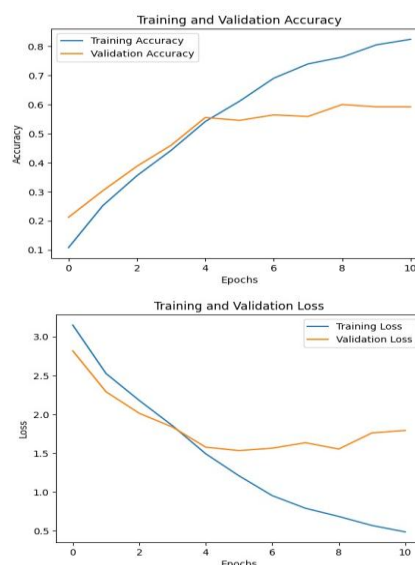 Training and Validation Accuracy
Training Accuracy
Validation Accuracy
0.8
0.7
0.6
0.5
0.4
0.3
0.2
0.1
Accuracy
0 2 4 6 8 10
Epochs
Training and Validation Loss
Training Loss
Validation Loss
3.0
2.5
2.0
1.5
1.0
0.5
Loss
0 2 4 6 8 10
Epochs